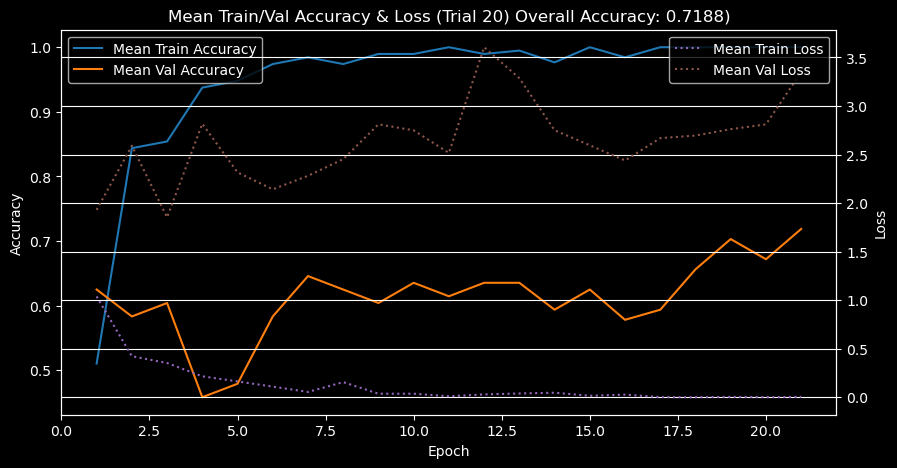 Mean Train/Val Accuracy & Loss (Trial 20) Overall Accuracy: 0.7188)
Mean Train Accuracy
Mean Val Accuracy
Mean Train Loss
Mean Val Loss
Accuracy
1.0
0.9
0.8
0.7
0.6
0.5
3.5
3.0
2.5
2.0
1.5
1.0
0.5
0.0
Loss
0.0 2.5 5.0 7.5 10.0 12.5 15.0 17.5 20.0
Epoch